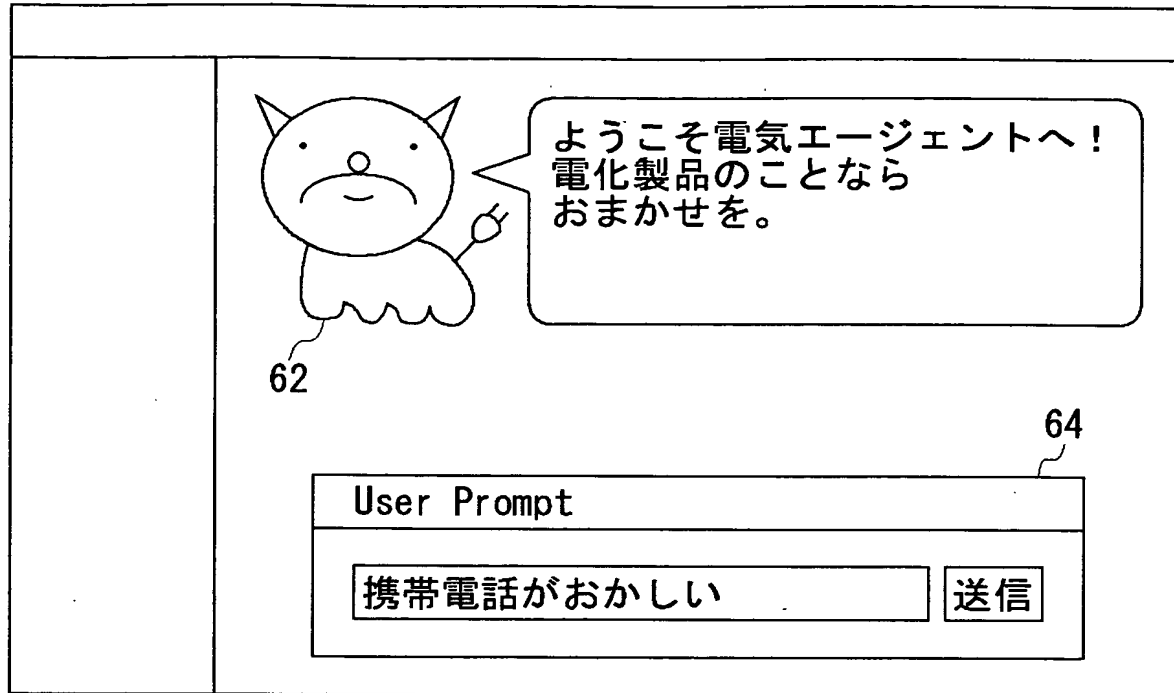 ようこそ電気エージェントへ！
電化製品のことなら
おまかせを。
62
64
User Prompt
携帯電話がおかしい
送信